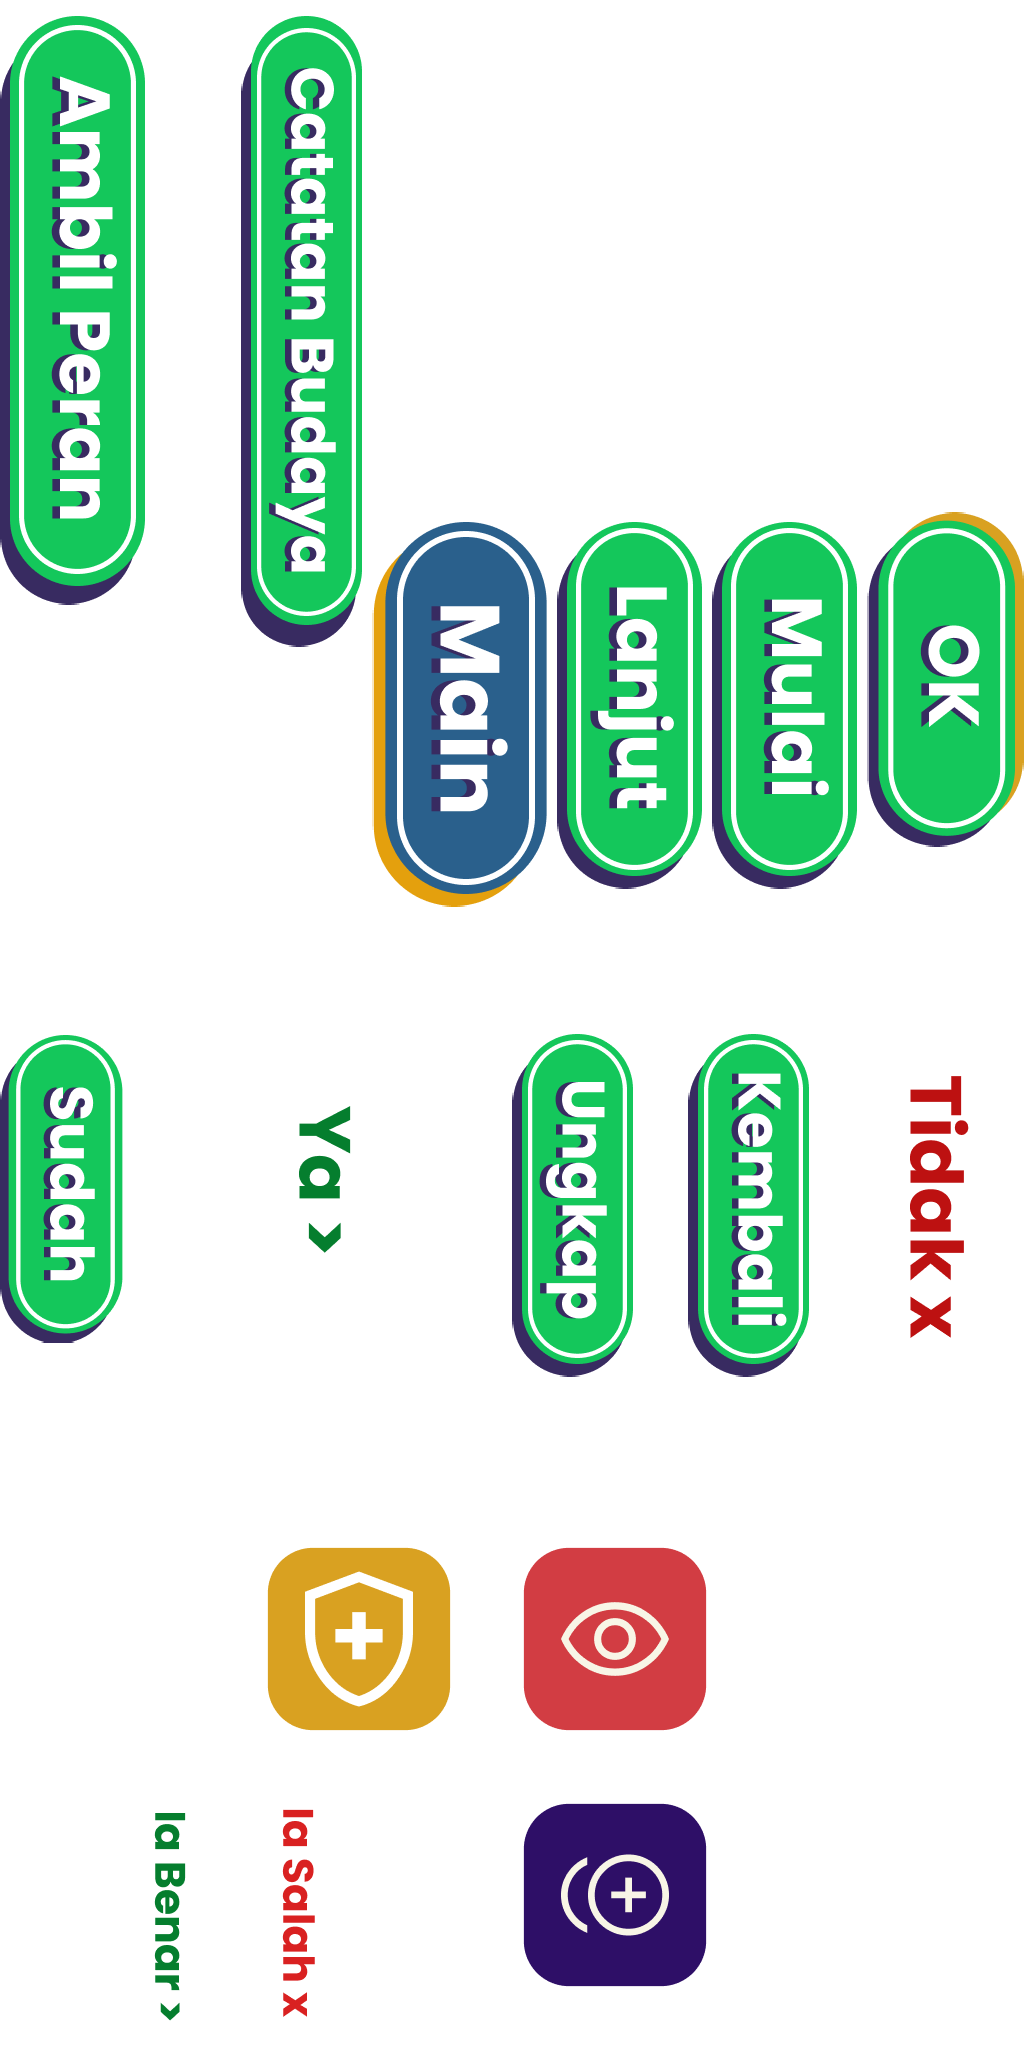 Ambil Peran
Catatan Budaya
Main
Lanjut
Mulai
OK
sudah
Ya ›
Ungkap
Kembali
Tidak x
Ia Benar ›
Ia Salah x